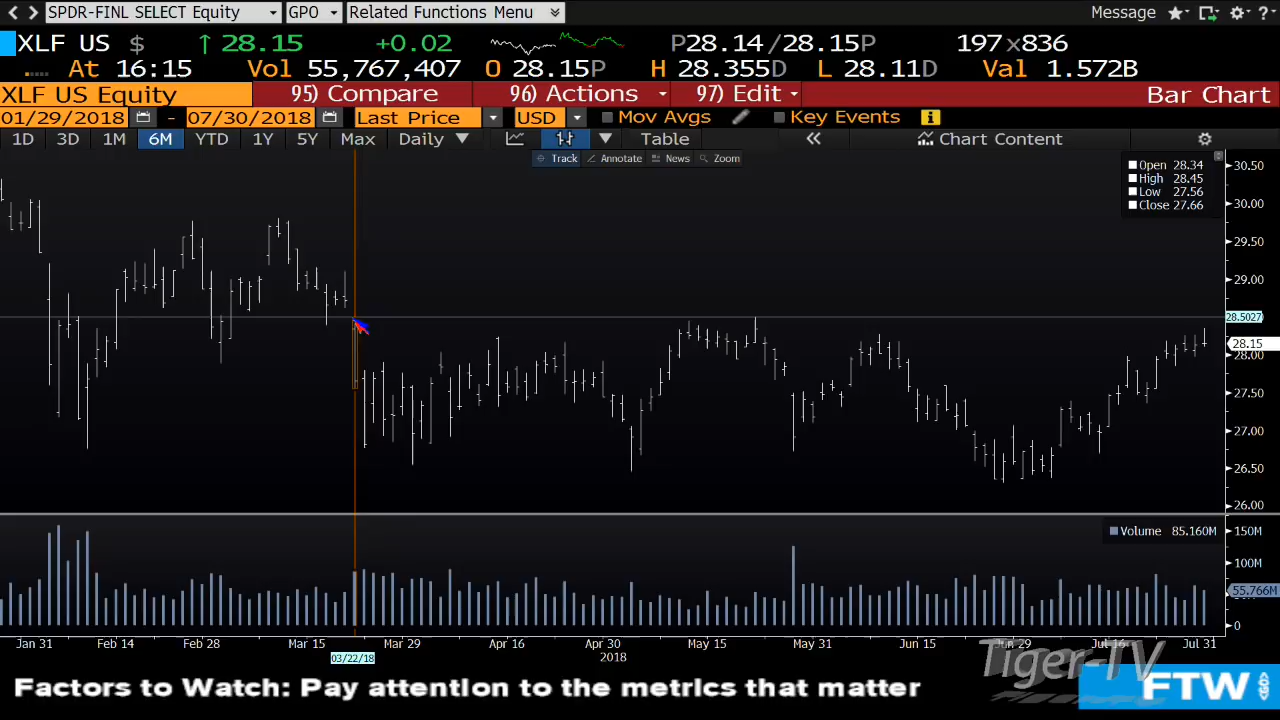 SPDR-FINL SELECT Equity GPO Related Functions Menu Message
XLF US $ ↑ 28.15 +0.02 P28.14/28.15P 197x836
At 16:15 Vol 55,767,407 O 28.15P H 28.355D L 28.11D Val 1.572B
XLF US Equity 95) Compare 96) Actions 97) Edit Bar Chart
01/29/2018 - 07/30/2018 Last Price USD Mov Avgs Key Events
1D 3D 1M 6M YTD 1Y 5Y Max Daily Table « Chart Content
Track Annotate News Zoom
Open 28.34
High 28.45
Low 27.56
Close 27.66
30.50
30.00
29.50
29.00
28.5027
28.15
28.00
27.50
27.00
26.50
26.00
Volume 85.160M
150M
100M
55.766M
0
Jan 31 Feb 14 Feb 28 Mar 15 Mar 29 Apr 16 Apr 30 May 15 May 31 Jun 15 Jun 29 Jul 16 Jul 31
03/22/18 2018
Tiger-TV
Factors to Watch: Pay attention to the metrics that matter
FTW